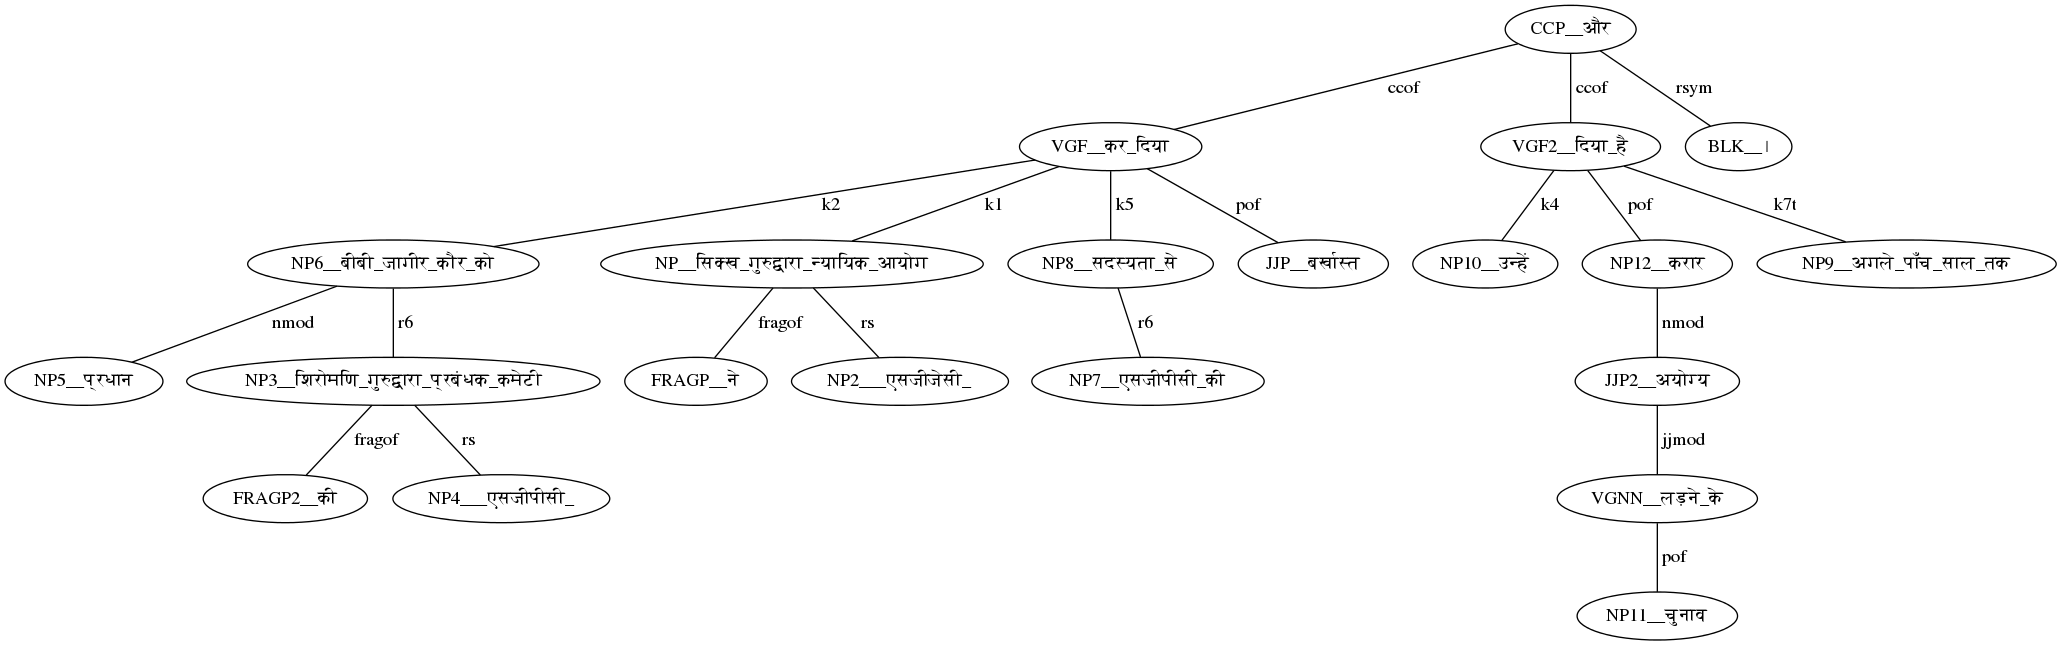 CCP__और
ccof ccof rsym
VGF__कर_दिया VGF2__दिया_है BLK__।
k2 k1 k5 pof k4 pof k7t
NP6__बीबी_जागीर_कौर_को NP__सिक्ख_गुरुद्वारा_न्यायिक_आयोग NP8__सदस्यता_से JJP__बर्खास्त NP10__उन्हें NP12__करार NP9__अगले_पाँच_साल_तक
nmod r6 fragof rs r6 nmod
NP5__प्रधान NP3__शिरोमणि_गुरुद्वारा_प्रबंधक_कमेटी FRAGP__ने NP2___एसजीजेसी_ NP7__एसजीपीसी_की JJP2__अयोग्य
fragof rs jjmod
FRAGP2__की NP4___एसजीपीसी_ VGNN__लड़ने_के
pof
NP11__चुनाव